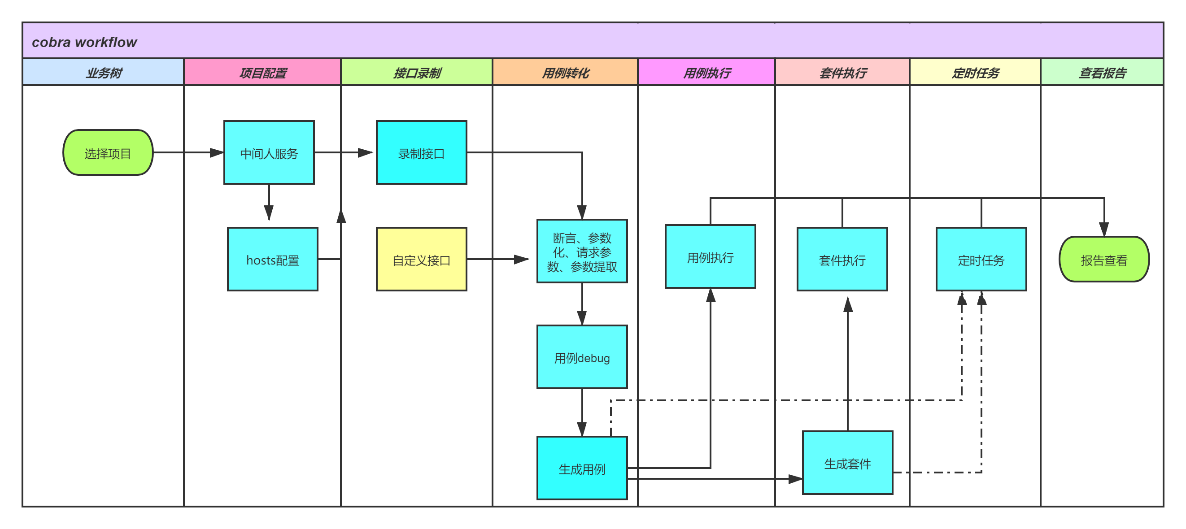 cobra workflow
业务树
项目配置
接口录制
用例转化
用例执行
套件执行
定时任务
查看报告
选择项目
中间人服务
录制接口
hosts配置
自定义接口
断言、参数
化、请求参
数、参数提取
用例执行
套件执行
定时任务
报告查看
用例debug
生成用例
生成套件